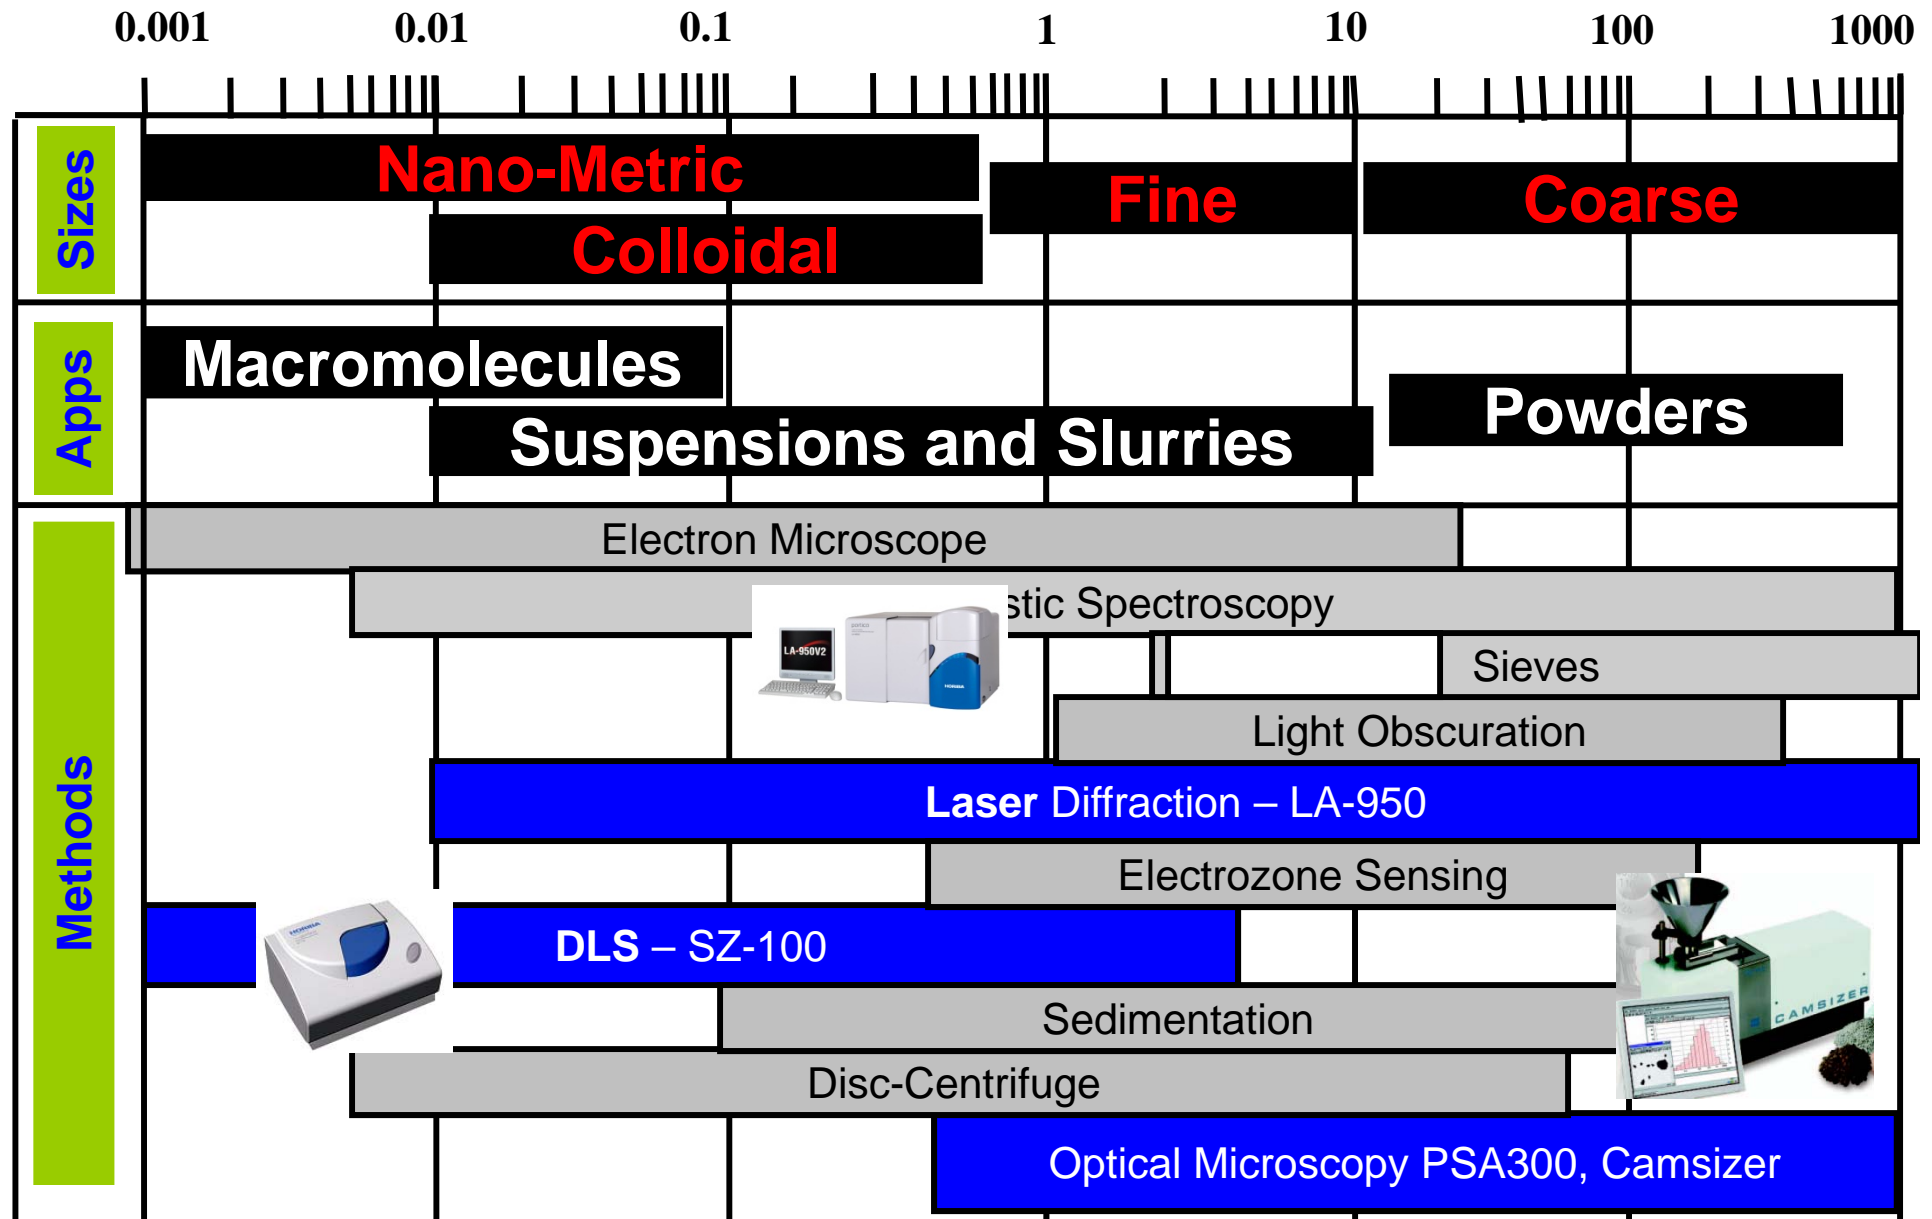 0.001 0.01 0.1 1 10 100 1000
Sizes
Nano-Metric
Fine
Coarse
Colloidal
Apps
Macromolecules
Powders
Suspensions and Slurries
Methods
Electron Microscope
stic Spectroscopy
LA-950V2
HORIBA
Sieves
Light Obscuration
Laser Diffraction – LA-950
Electrozone Sensing
HORIBA
DLS – SZ-100
CAMSIZER
Sedimentation
Disc-Centrifuge
Optical Microscopy PSA300, Camsizer